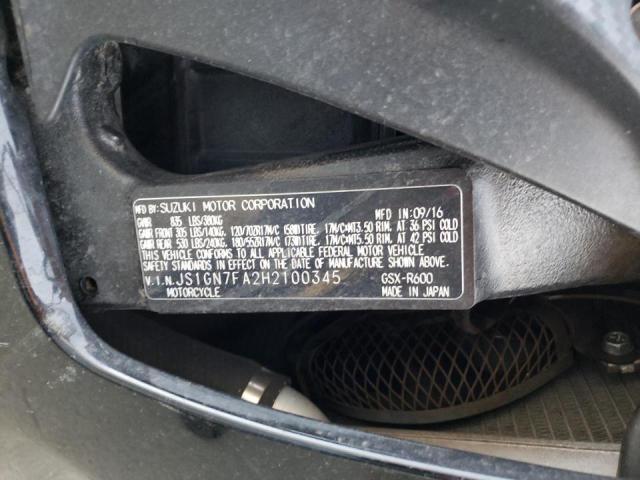 MFD BY: SUZUKI MOTOR CORPORATION MFD IN: 09/16
GVWR 835 LBS/380KG
GAWR FRONT 305 LBS/140KG, 120/70ZR17M/C (58W)TIRE, 17M/C×MT3.50 RIM, AT 36 PSI COLD
GAWR REAR 530 LBS/240KG, 180/55ZR17M/C (73W)TIRE, 17M/C×MT5.50 RIM, AT 42 PSI COLD
THIS VEHICLE CONFORMS TO ALL APPLICABLE FEDERAL MOTOR VEHICLE
SAFETY STANDARDS IN EFFECT ON THE DATE OF MANUFACTURE SHOWN ABOVE.
V.I.N. JS1GN7FA2H2100345 GSX-R600
MOTORCYCLE MADE IN JAPAN